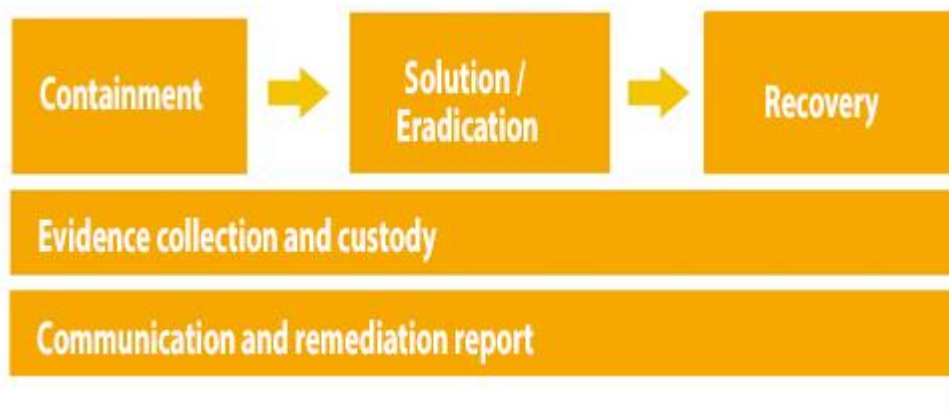 Containment
Solution /
Eradication
Recovery
Evidence collection and custody
Communication and remediation report